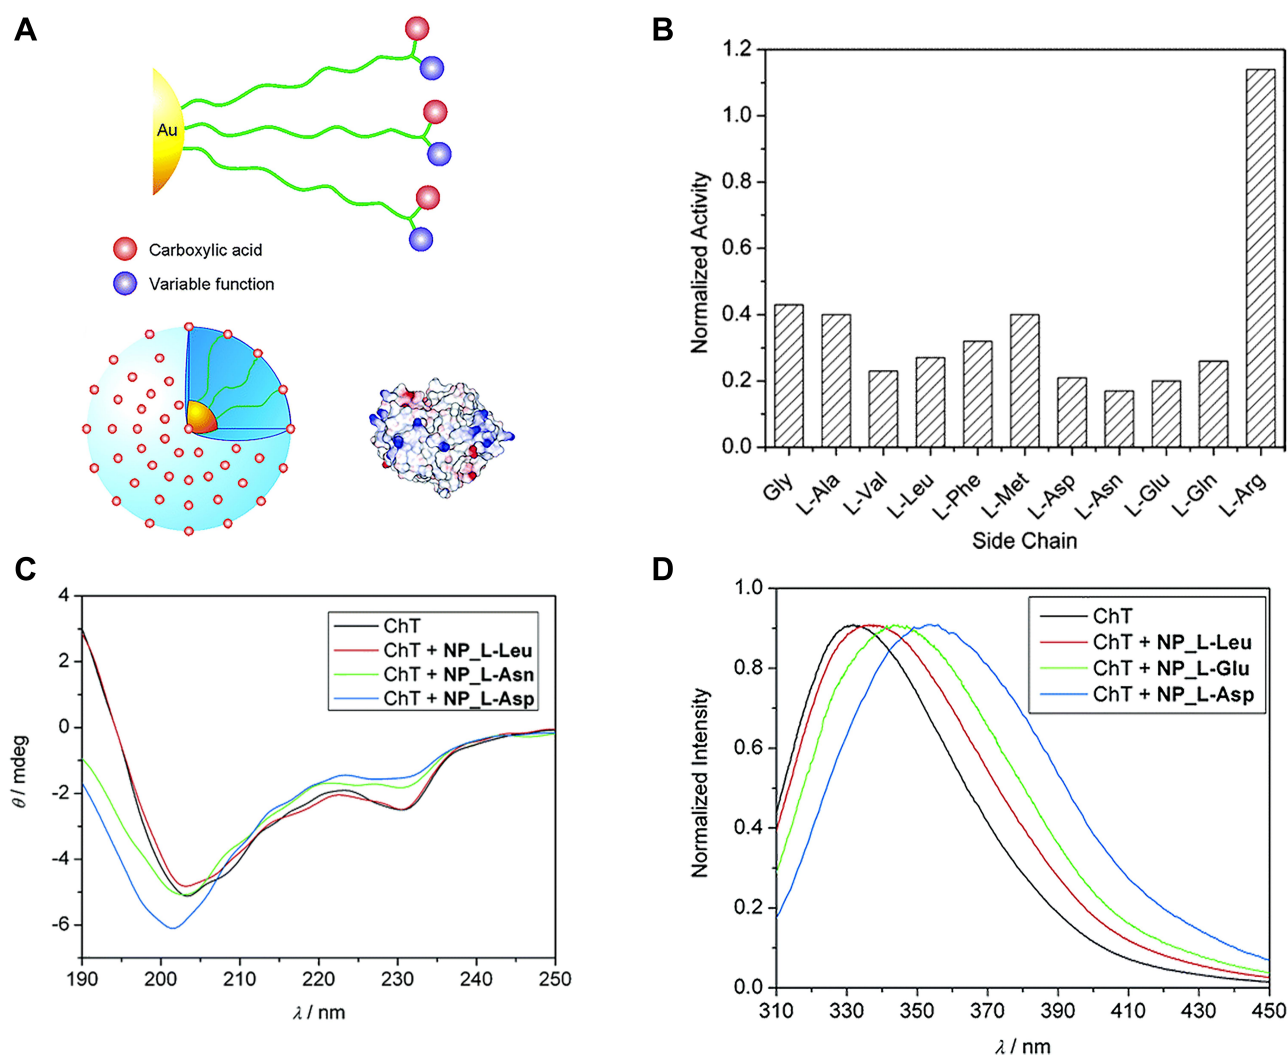 A
Au
Carboxylic acid
Variable function
B
1.2
1.0
0.8
0.6
0.4
0.2
0.0
Normalized Activity
Gly
L-Ala
L-Val
L-Leu
L-Phe
L-Met
L-Asp
L-Asn
L-Glu
L-Gln
L-Arg
Side Chain
C
4
2
0
-2
-4
-6
θ / mdeg
ChT
ChT + NP_L-Leu
ChT + NP_L-Asn
ChT + NP_L-Asp
190 200 210 220 230 240 250
λ / nm
D
1.0
0.8
0.6
0.4
0.2
0.0
Normalized Intensity
ChT
ChT + NP_L-Leu
ChT + NP_L-Glu
ChT + NP_L-Asp
310 330 350 370 390 410 430 450
λ / nm